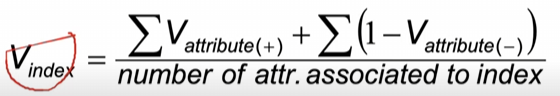 V_index = (∑V_attribute(+) + ∑(1 – V_attribute(–))) / number of attr. associated to index